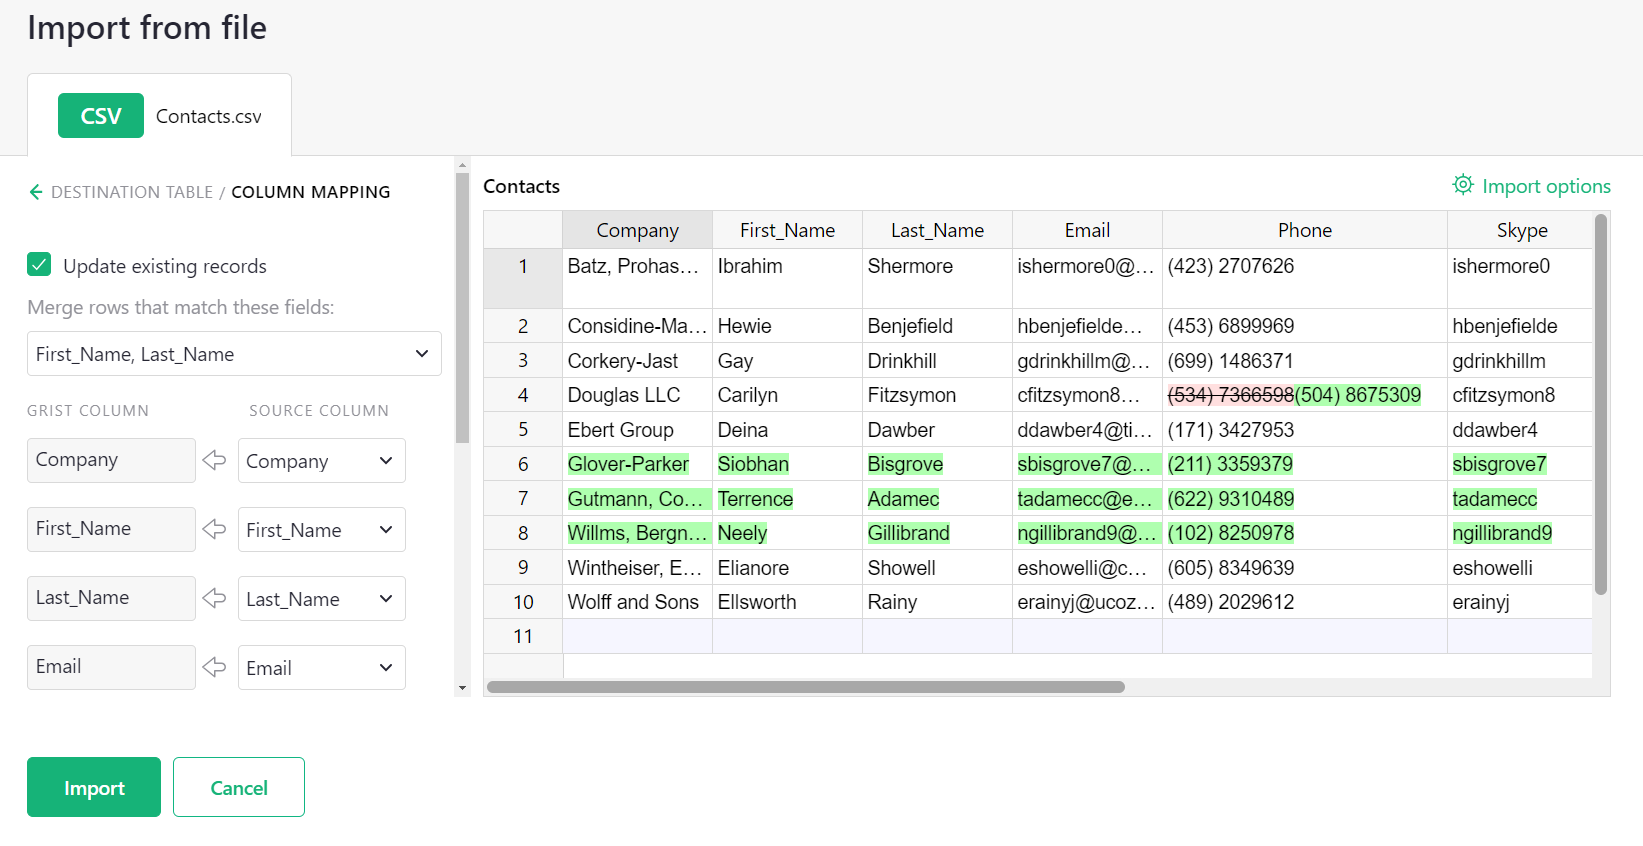 Import from file
CSV Contacts.csv
DESTINATION TABLE / COLUMN MAPPING
Update existing records
Merge rows that match these fields:
First_Name, Last_Name
GRIST COLUMN SOURCE COLUMN
Company Company
First_Name First_Name
Last_Name Last_Name
Email Email
Import Cancel
Contacts Import options
Company First_Name Last_Name Email Phone Skype
1 Batz, Prohas... Ibrahim Shermore ishermore0@... (423) 2707626 ishermore0
2 Considine-Ma... Hewie Benjefield hbenjefielde... (453) 6899969 hbenjefielde
3 Corkery-Jast Gay Drinkhill gdrinkhillm@... (699) 1486371 gdrinkhillm
4 Douglas LLC Carilyn Fitzsymon cfitzsymon8... (534) 7366598(504) 8675309 cfitzsymon8
5 Ebert Group Deina Dawber ddawber4@ti... (171) 3427953 ddawber4
6 Glover-Parker Siobhan Bisgrove sbisgrove7@... (211) 3359379 sbisgrove7
7 Gutmann, Co... Terrence Adamec tadamecc@e... (622) 9310489 tadamecc
8 Willms, Bergn... Neely Gillibrand ngillibrand9@... (102) 8250978 ngillibrand9
9 Wintheiser, E... Elianore Showell eshowelli@c... (605) 8349639 eshowelli
10 Wolff and Sons Ellsworth Rainy erainyj@ucoz... (489) 2029612 erainyj
11